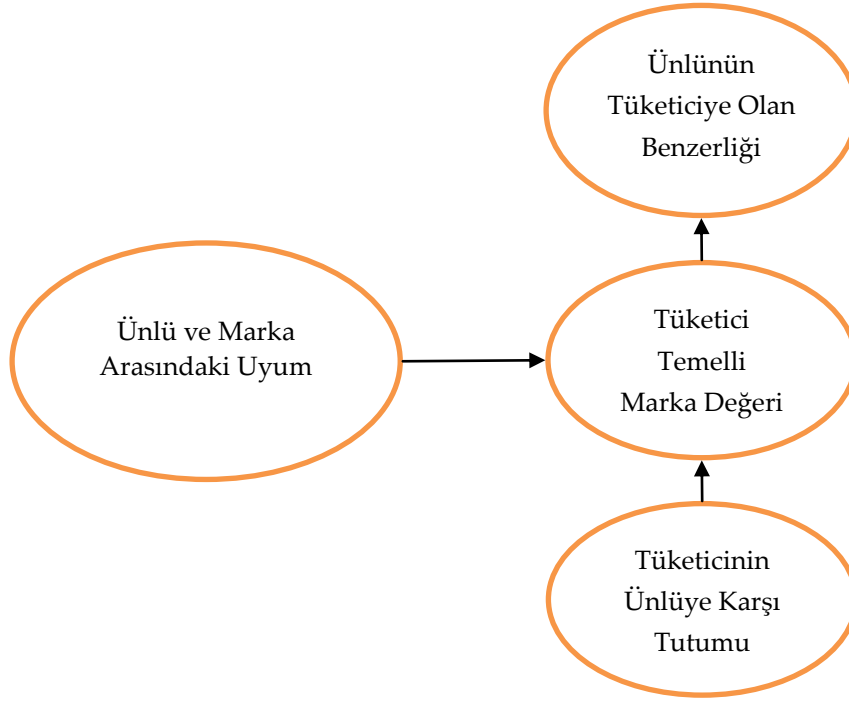 Ünlünün
Tüketiciye Olan
Benzerliği
Ünlü ve Marka
Arasındaki Uyum
Tüketici
Temelli
Marka Değeri
Tüketicinin
Ünlüye Karşı
Tutumu